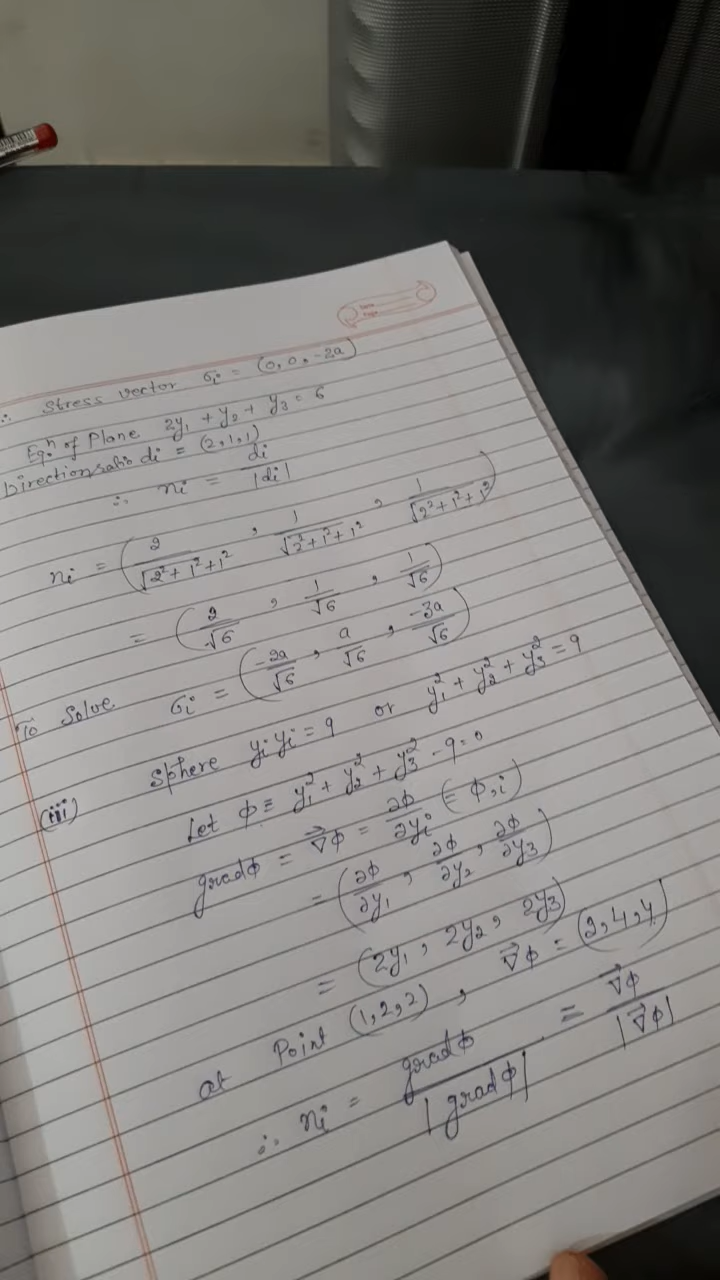 ∴ Stress vector σi = (0, 0, -2a)
Eqⁿ of Plane 2y₁ + y₂ + y₃ = 6
Direction ratio di = (2, 1, 1)
∴ ni = di / |di|
ni = (2/√(2²+1²+1²), 1/√(2²+1²+1²), 1/√(2²+1²+1²))
= (2/√6, 1/√6, 1/√6)
To Solve σi = (-2a/√6, a/√6, -3a/√6)
(iii) Sphere yi yi = 9 or y₁² + y₂² + y₃² = 9
Let ϕ ≡ y₁² + y₂² + y₃² - 9 = 0
gradϕ = ∇⃗ϕ = ∂ϕ/∂yi (≡ ϕ,i)
= (∂ϕ/∂y₁, ∂ϕ/∂y₂, ∂ϕ/∂y₃)
= (2y₁, 2y₂, 2y₃)
at Point (1,2,2), ∇⃗ϕ = (2,4,4)
∴ ni = gradϕ / |gradϕ| = ∇⃗ϕ / |∇⃗ϕ|